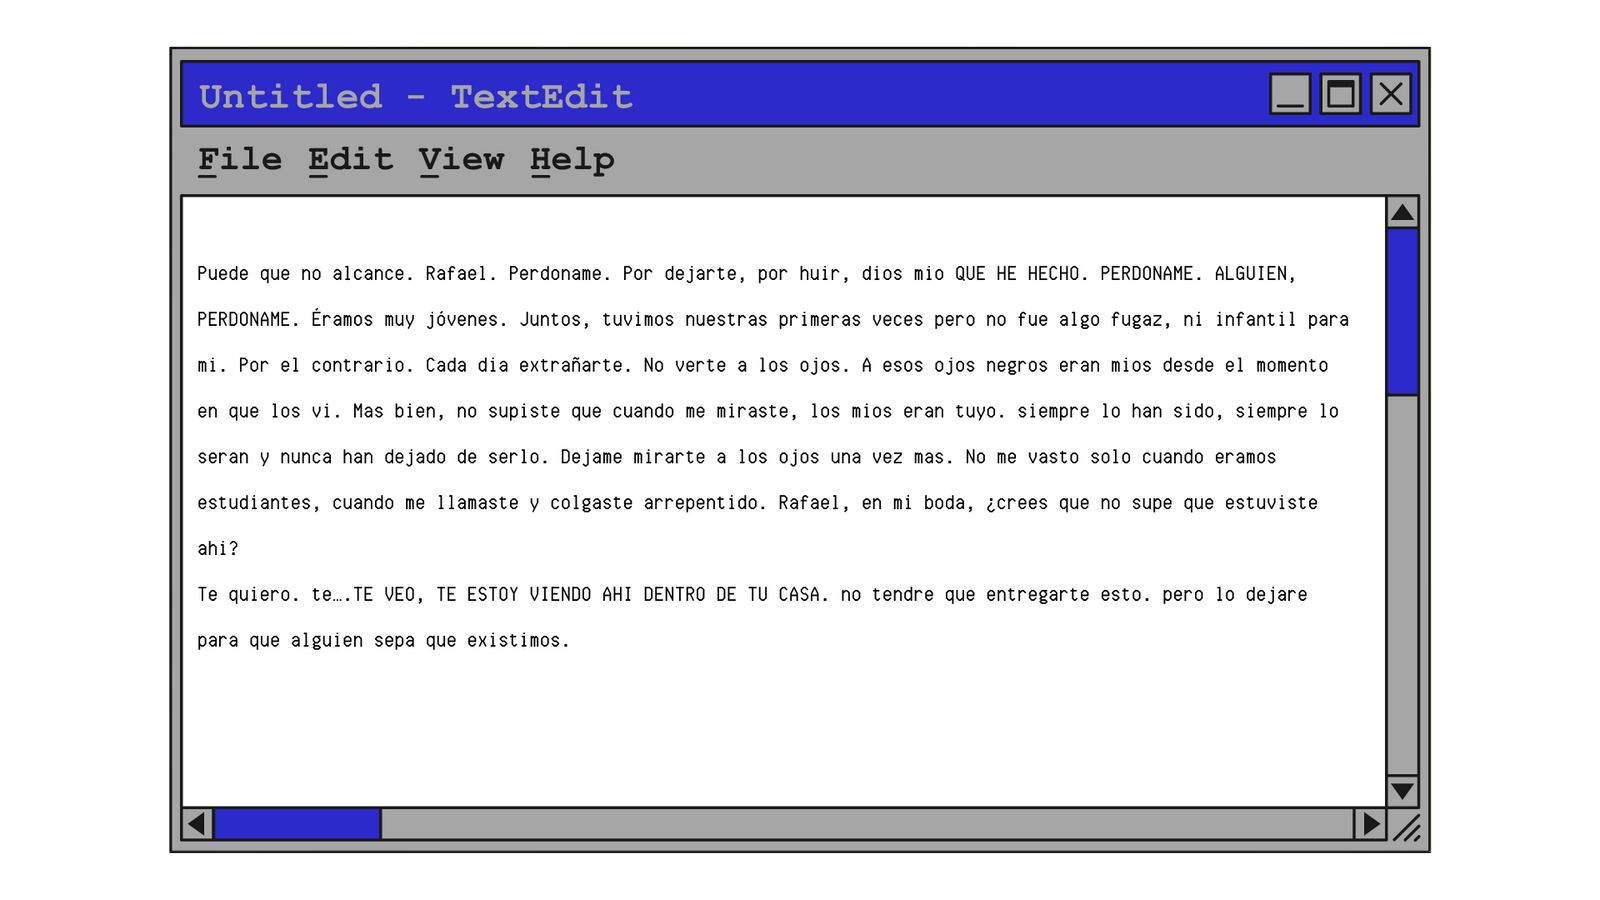 Untitled - TextEdit
File Edit View Help
Puede que no alcance. Rafael. Perdoname. Por dejarte, por huir, dios mio QUE HE HECHO. PERDONAME. ALGUIEN,
PERDONAME. Éramos muy jóvenes. Juntos, tuvimos nuestras primeras veces pero no fue algo fugaz, ni infantil para
mi. Por el contrario. Cada dia extrañarte. No verte a los ojos. A esos ojos negros eran mios desde el momento
en que los vi. Mas bien, no supiste que cuando me miraste, los mios eran tuyo. siempre lo han sido, siempre lo
seran y nunca han dejado de serlo. Dejame mirarte a los ojos una vez mas. No me vasto solo cuando eramos
estudiantes, cuando me llamaste y colgaste arrepentido. Rafael, en mi boda, ¿crees que no supe que estuviste
ahi?
Te quiero. te….TE VEO, TE ESTOY VIENDO AHI DENTRO DE TU CASA. no tendre que entregarte esto. pero lo dejare
para que alguien sepa que existimos.